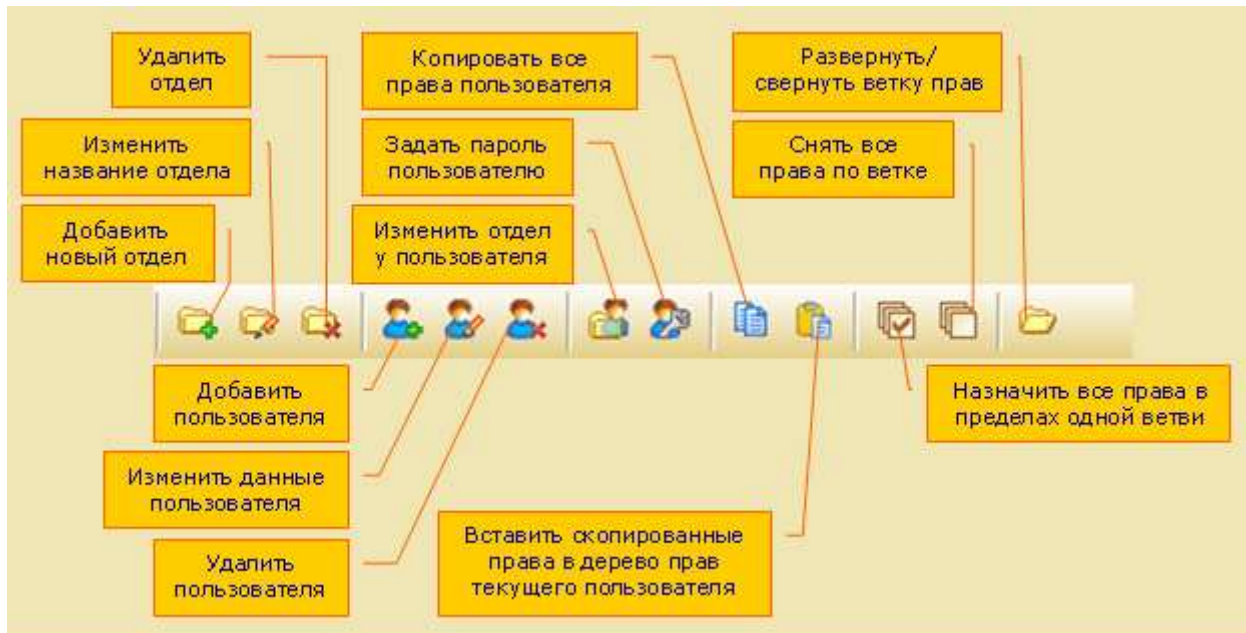 Удалить
отдел
Копировать все
права пользователя
Развернуть/
свернуть ветку прав
Изменить
название отдела
Задать пароль
пользователю
Снять все
права по ветке
Добавить
новый отдел
Изменить отдел
у пользователя
Добавить
пользователя
Назначить все права в
пределах одной ветви
Изменить данные
пользователя
Удалить
пользователя
Вставить скопированные
права в дерево прав
текущего пользователя